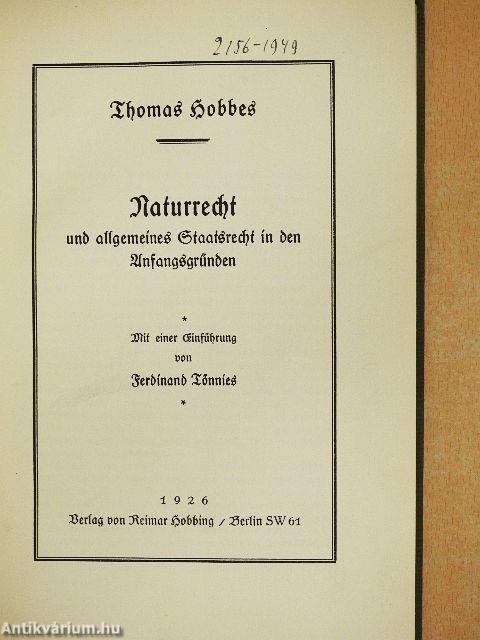 2156-1949
Thomas Hobbes
Naturrecht
und allgemeines Staatsrecht in den
Anfangsgründen
*
Mit einer Einführung
von
Ferdinand Tönnies
*
1926
Verlag von Reimar Hobbing / Berlin SW 61
Antikvárium.hu